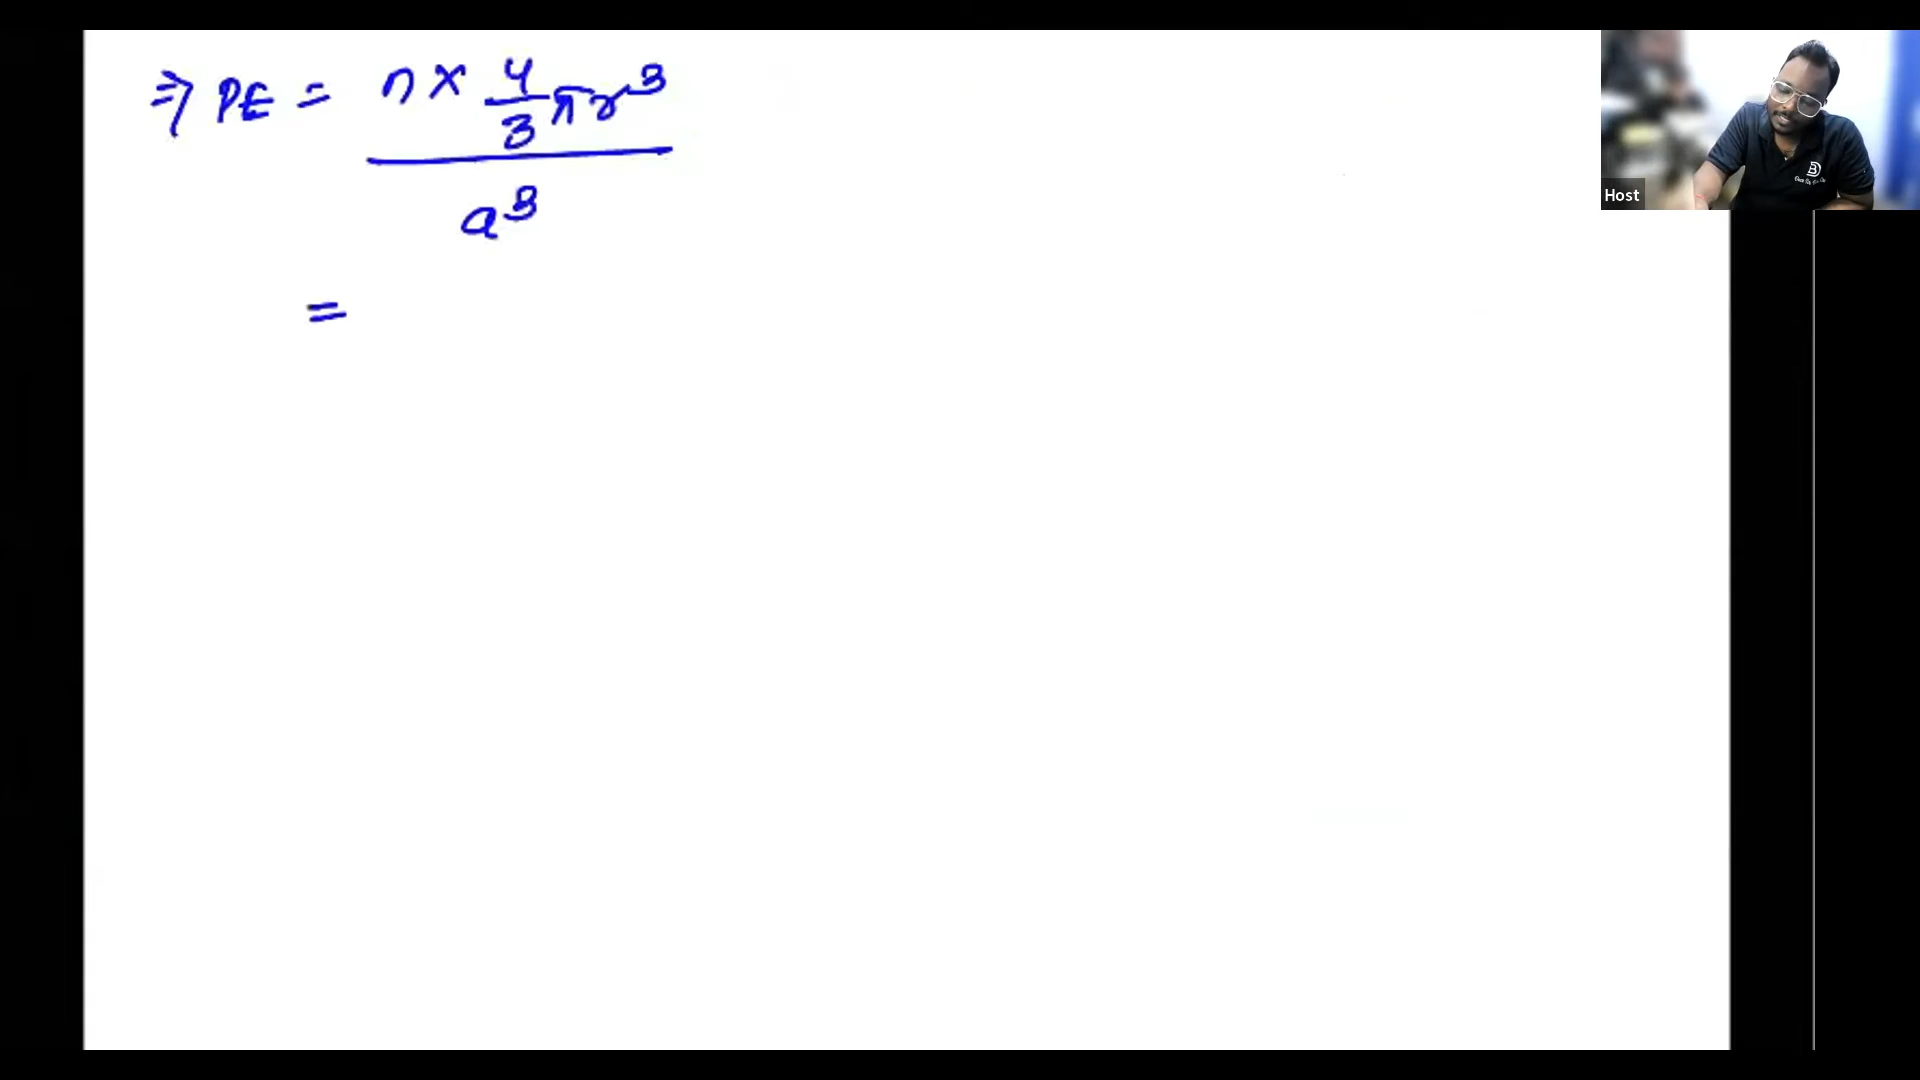 ⇒ PE = n × 4/3 πr³ / a³
=
Host